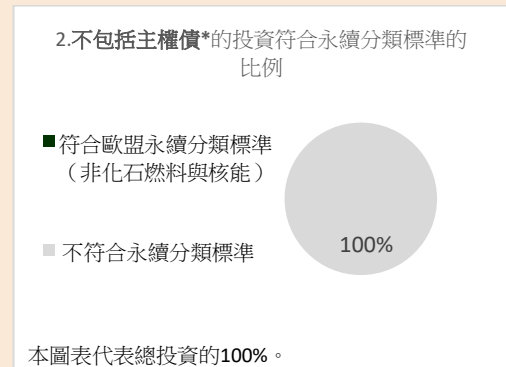 2.不包括主權債*的投資符合永續分類標準的
比例
符合歐盟永續分類標準
（非化石燃料與核能）
不符合永續分類標準
100%
本圖表代表總投資的100%。